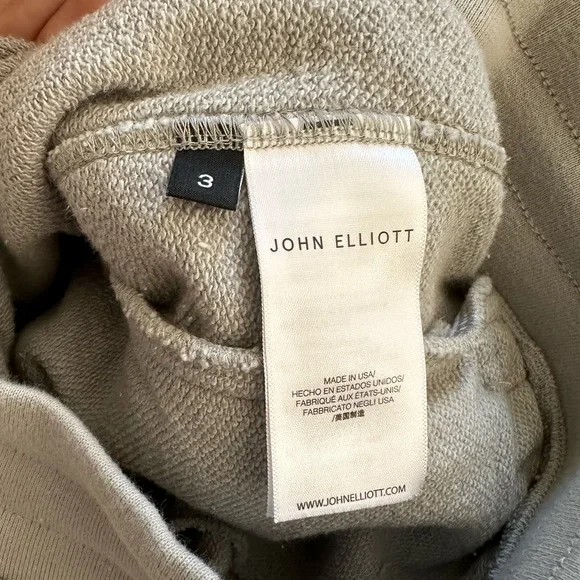 3
JOHN ELLIOTT
MADE IN USA/
HECHO EN ESTADOS UNIDOS/
FABRIQUÉ AUX ÉTATS-UNIS/
FABBRICATO NEGLI USA
/美国制造
WWW.JOHNELLIOTT.COM